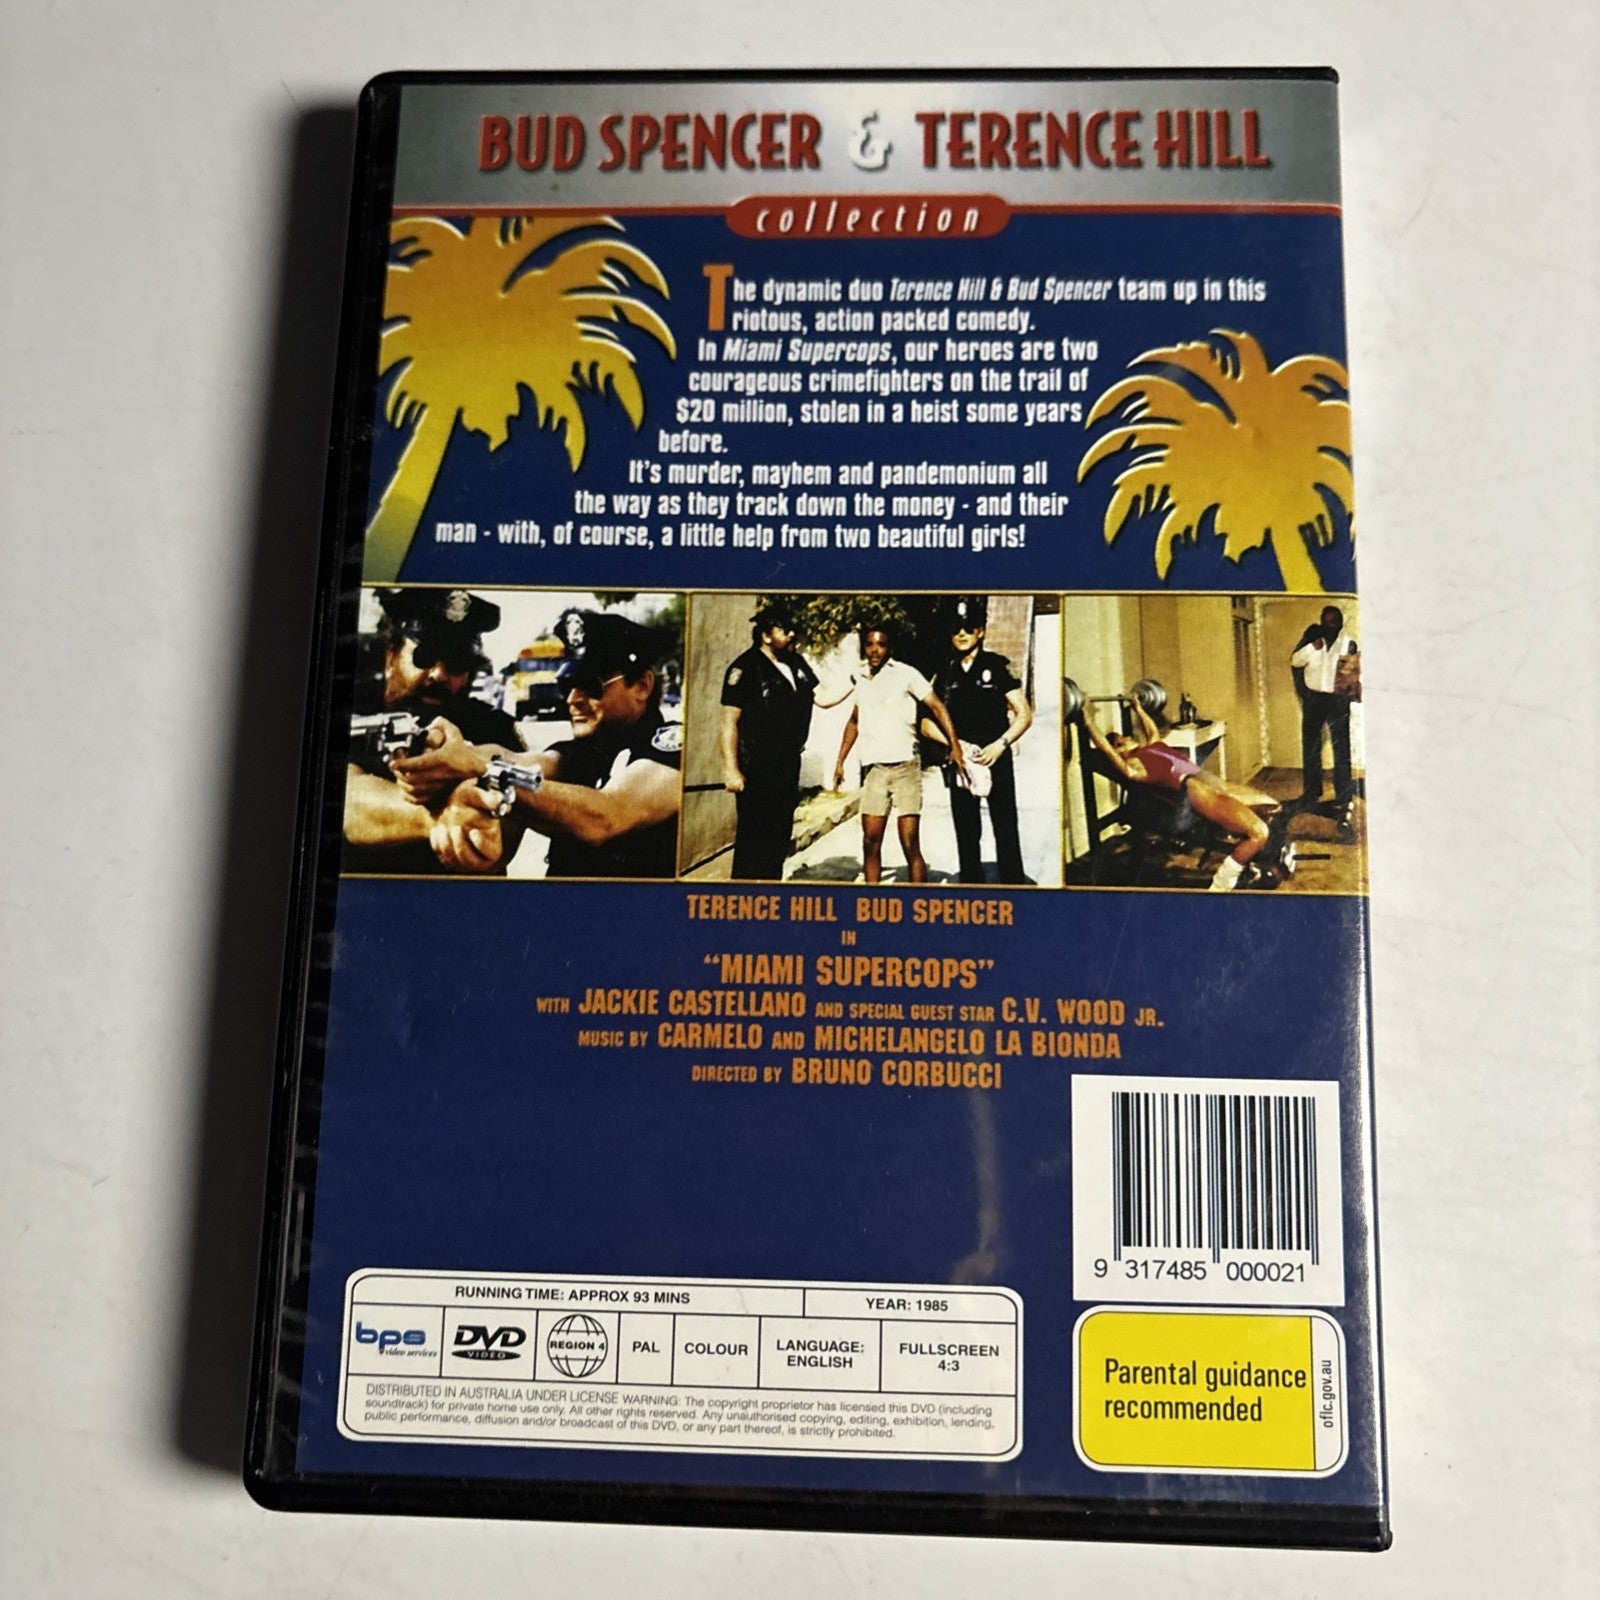 BUD SPENCER & TERENCE HILL
collection
The dynamic duo Terence Hill & Bud Spencer team up in this
riotous, action packed comedy.
In Miami Supercops, our heroes are two
courageous crimefighters on the trail of
$20 million, stolen in a heist some years
before.
It's murder, mayhem and pandemonium all
the way as they track down the money - and their
man - with, of course, a little help from two beautiful girls!
TERENCE HILL BUD SPENCER
IN
"MIAMI SUPERCOPS"
WITH JACKIE CASTELLANO AND SPECIAL GUEST STAR C.V. WOOD JR.
MUSIC BY CARMELO AND MICHELANGELO LA BIONDA
DIRECTED BY BRUNO CORBUCCI
9 317485 000021
RUNNING TIME: APPROX 93 MINS
YEAR: 1985
bps
video services
DVD
VIDEO
REGION 4
PAL
COLOUR
LANGUAGE:
ENGLISH
FULLSCREEN
4:3
DISTRIBUTED IN AUSTRALIA UNDER LICENSE WARNING: The copyright proprietor has licensed this DVD (including
soundtrack) for private home use only. All other rights reserved. Any unauthorised copying, editing, exhibition, lending,
public performance, diffusion and/or broadcast of this DVD, or any part thereof, is strictly prohibited.
Parental guidance
recommended
oflc.gov.au